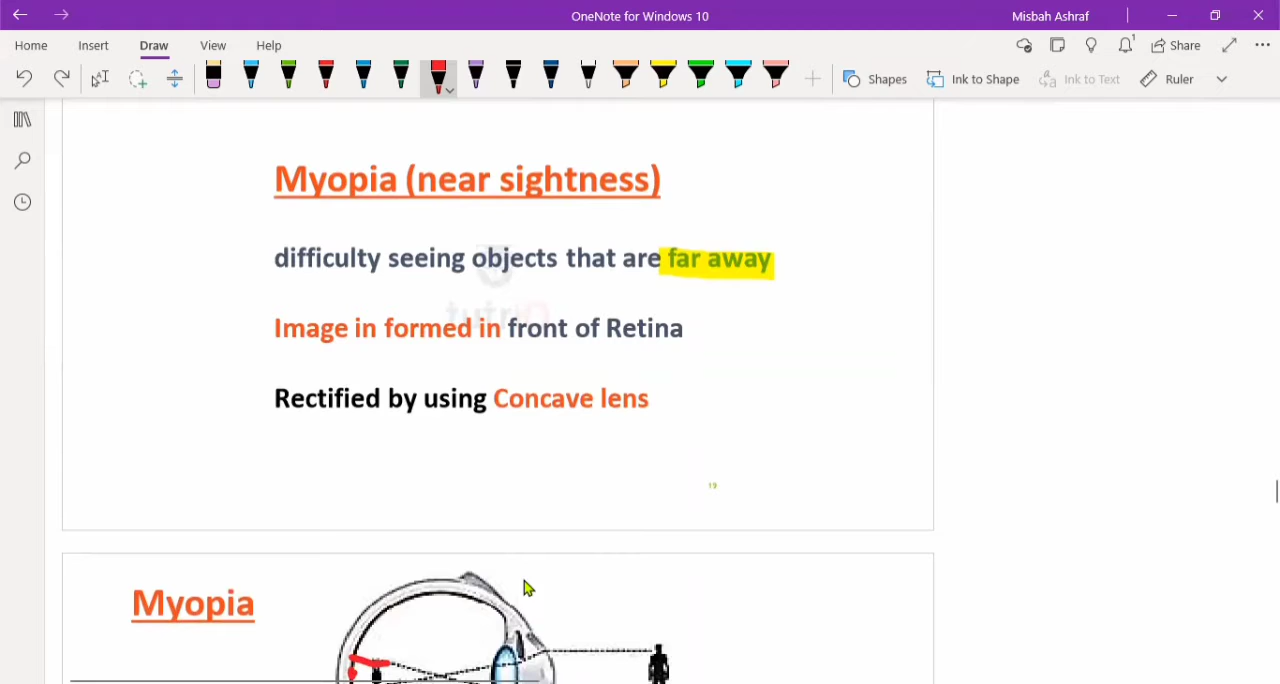 OneNote for Windows 10
Misbah Ashraf
Home Insert Draw View Help
Share
Shapes Ink to Shape Ink to Text Ruler
Myopia (near sightness)
difficulty seeing objects that are far away
tutrio
Image in formed in front of Retina
Rectified by using Concave lens
19
Myopia